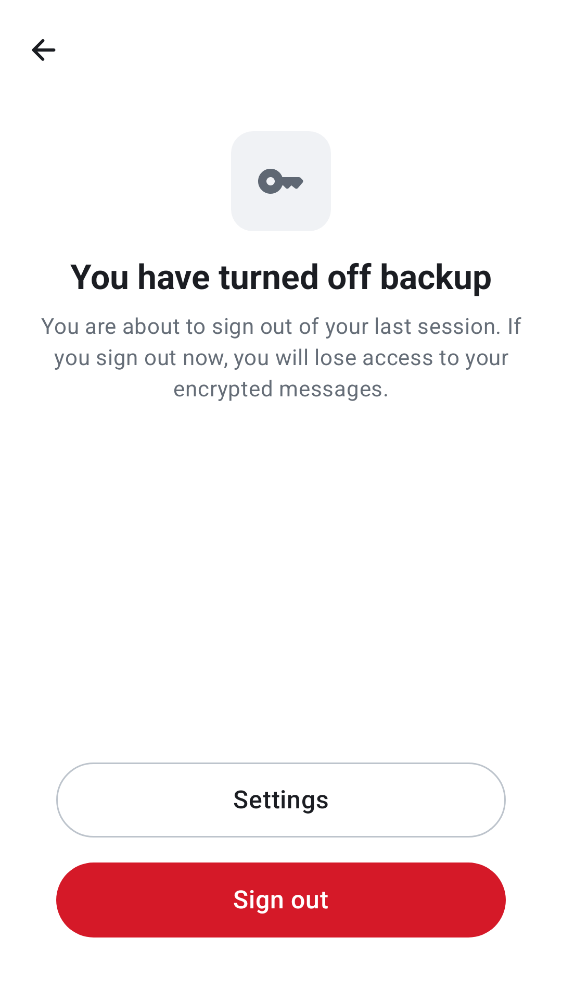 You have turned off backup
You are about to sign out of your last session. If
you sign out now, you will lose access to your
encrypted messages.
Settings
Sign out